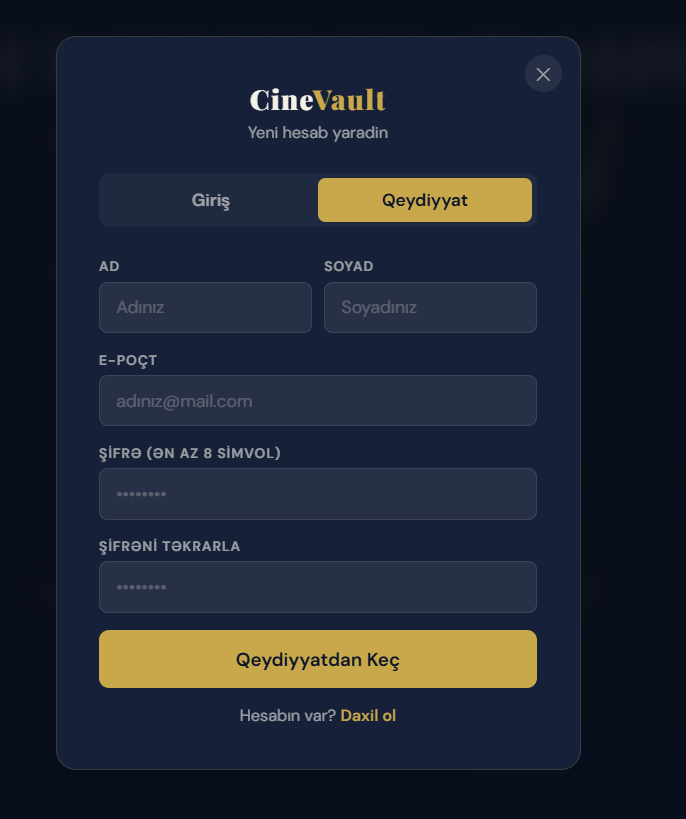 CineVault
Yeni hesab yaradin
Giriş Qeydiyyat
AD SOYAD
Adınız Soyadınız
E-POÇT
adınız@mail.com
ŞİFRƏ (ƏN AZ 8 SİMVOL)
••••••••
ŞİFRƏNİ TƏKRARLA
••••••••
Qeydiyyatdan Keç
Hesabın var? Daxil ol